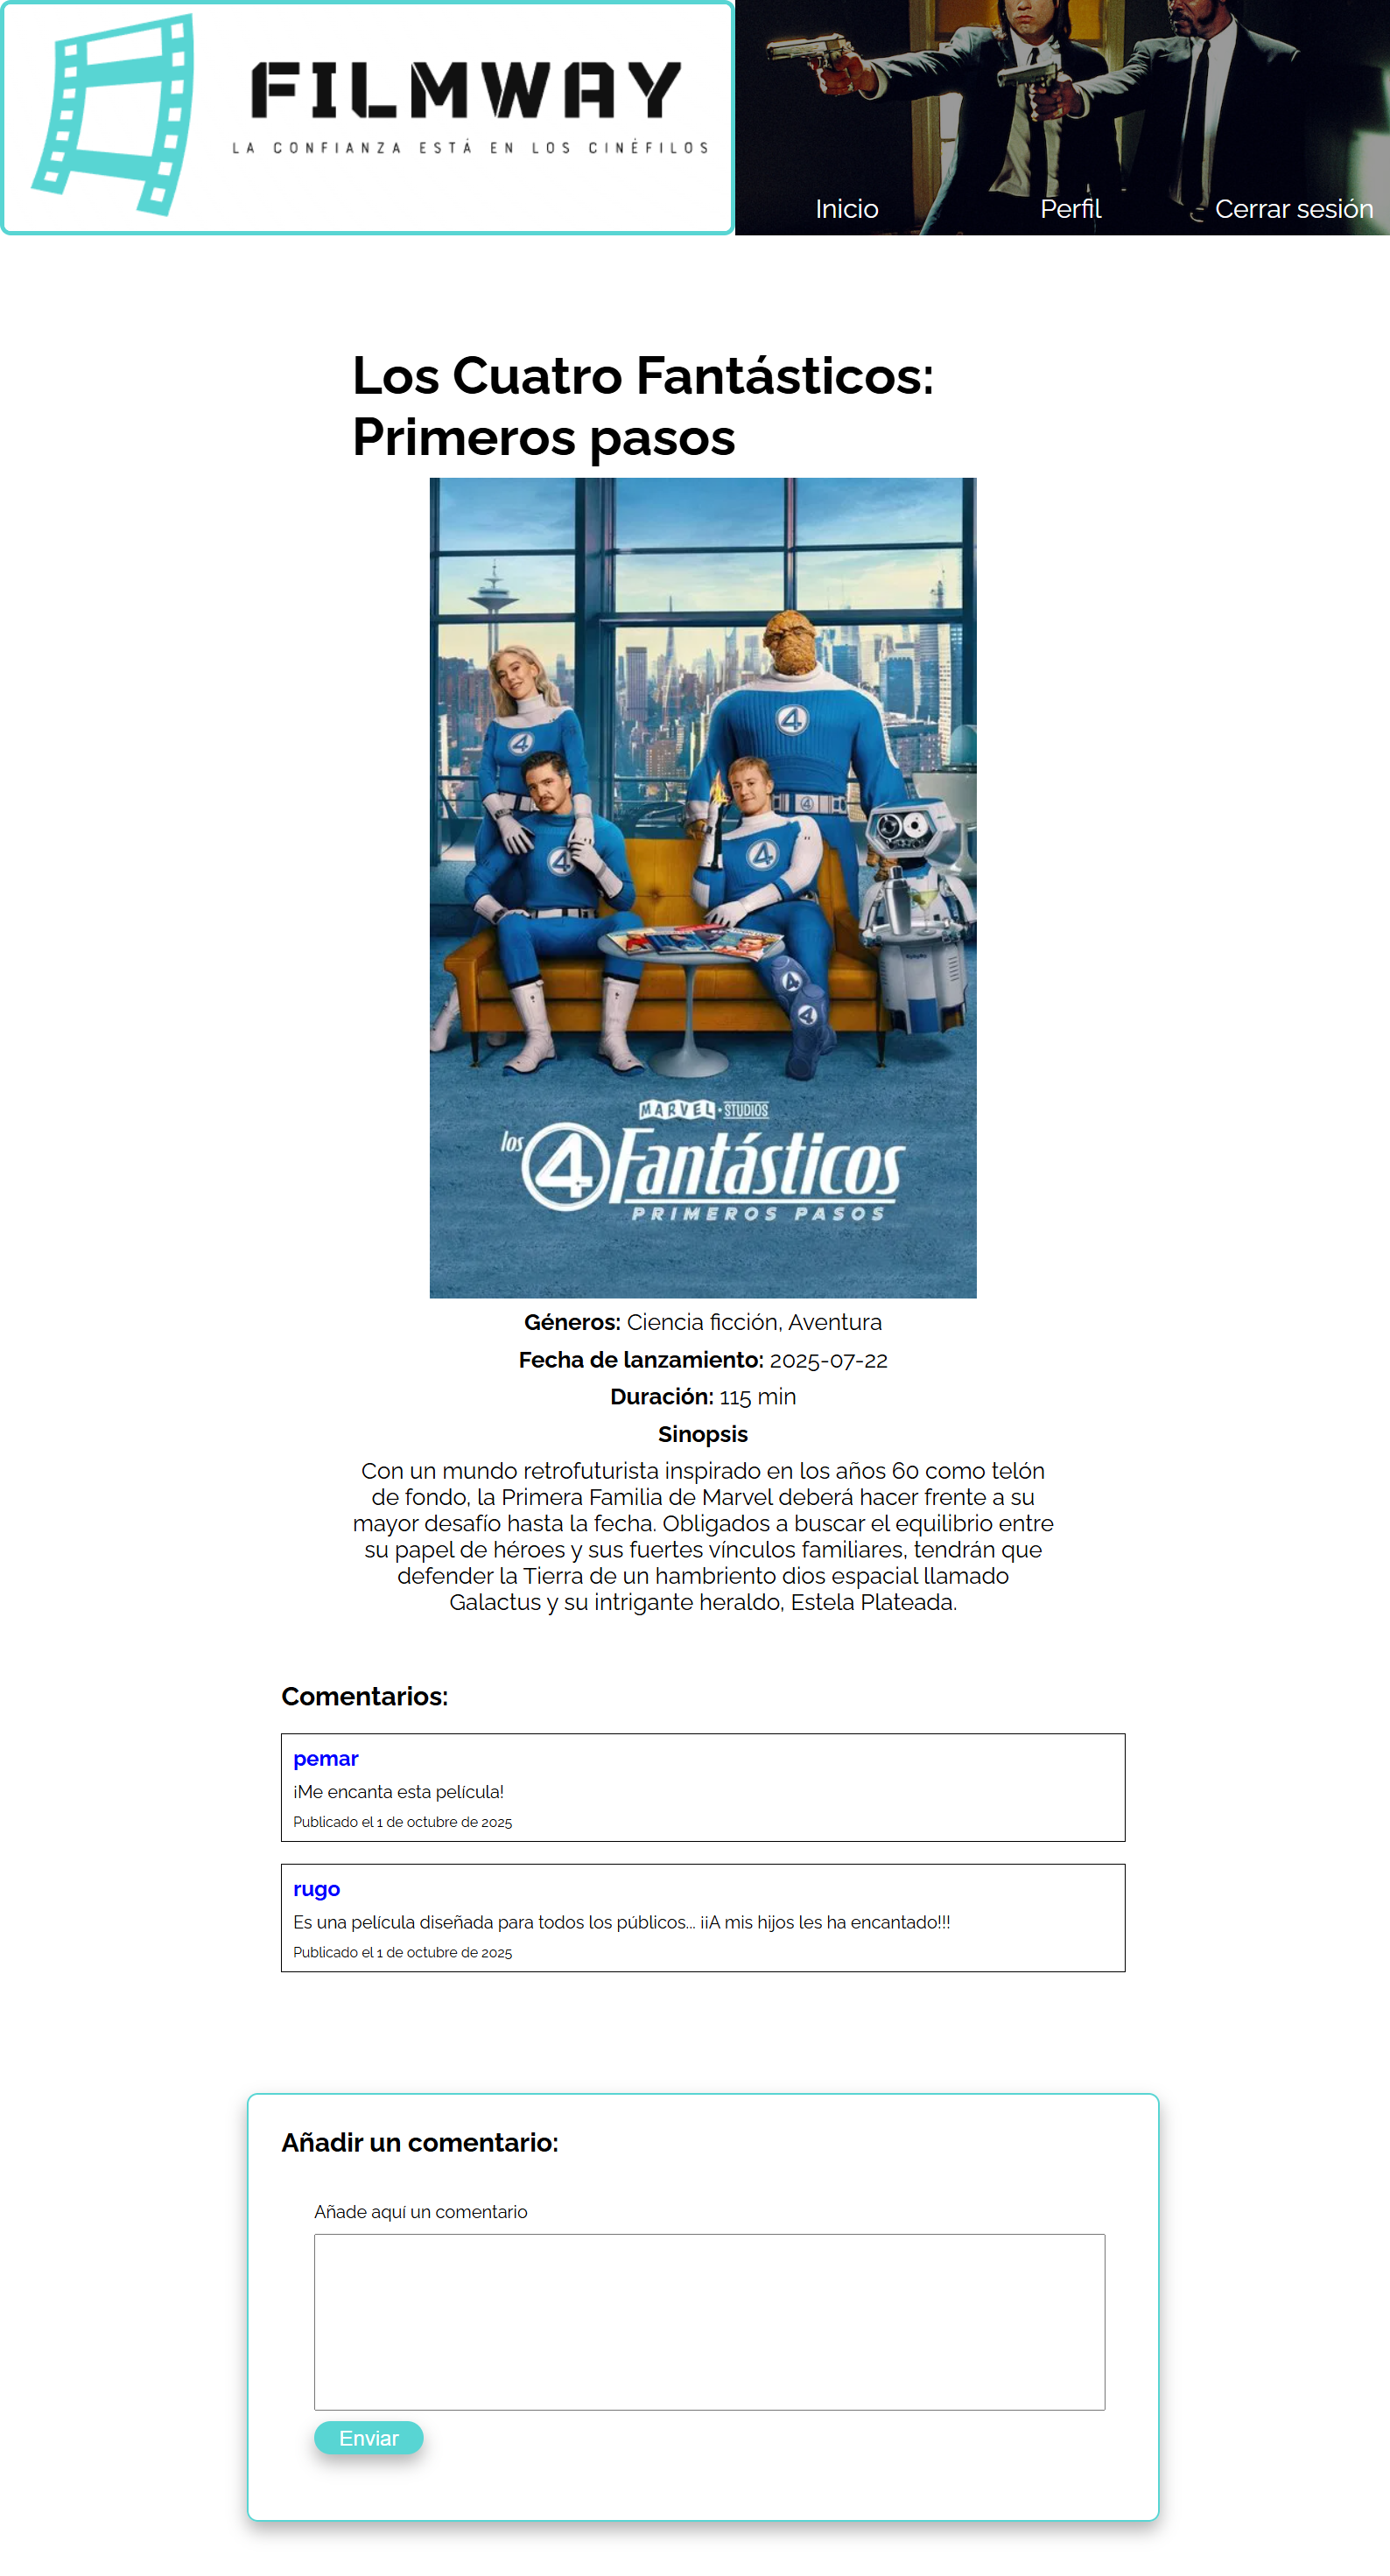 FILMWAY
LA CONFIANZA ESTÁ EN LOS CINÉFILOS
Inicio
Perfil
Cerrar sesión
Los Cuatro Fantásticos:
Primeros pasos
4
4
4
4
4
4
4
MARVEL STUDIOS
los 4 Fantásticos
PRIMEROS PASOS
Géneros: Ciencia ficción, Aventura
Fecha de lanzamiento: 2025-07-22
Duración: 115 min
Sinopsis
Con un mundo retrofuturista inspirado en los años 60 como telón
de fondo, la Primera Familia de Marvel deberá hacer frente a su
mayor desafío hasta la fecha. Obligados a buscar el equilibrio entre
su papel de héroes y sus fuertes vínculos familiares, tendrán que
defender la Tierra de un hambriento dios espacial llamado
Galactus y su intrigante heraldo, Estela Plateada.
Comentarios:
pemar
¡Me encanta esta película!
Publicado el 1 de octubre de 2025
rugo
Es una película diseñada para todos los públicos... ¡¡A mis hijos les ha encantado!!!
Publicado el 1 de octubre de 2025
Añadir un comentario:
Añade aquí un comentario
Enviar